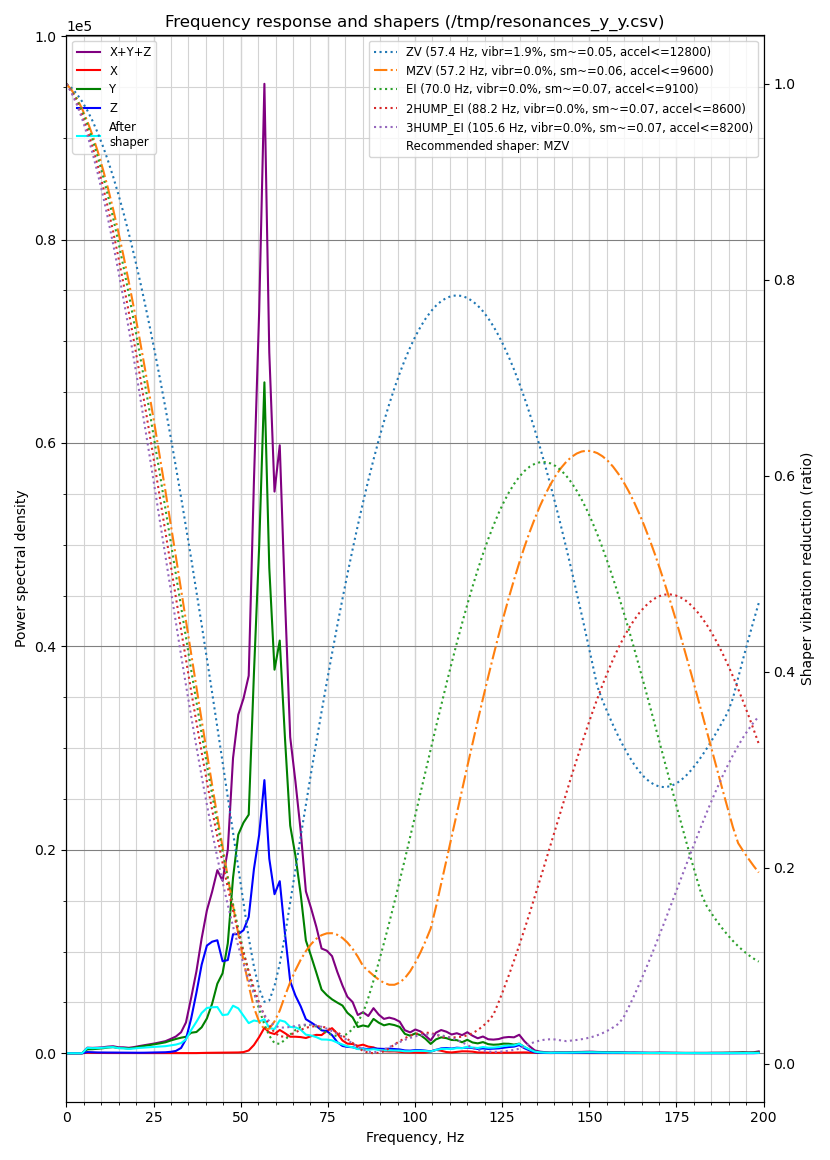 Frequency response and shapers (/tmp/resonances_y_y.csv)
1e5
X+Y+Z
X
Y
Z
After
shaper
ZV (57.4 Hz, vibr=1.9%, sm~=0.05, accel<=12800)
MZV (57.2 Hz, vibr=0.0%, sm~=0.06, accel<=9600)
EI (70.0 Hz, vibr=0.0%, sm~=0.07, accel<=9100)
2HUMP_EI (88.2 Hz, vibr=0.0%, sm~=0.07, accel<=8600)
3HUMP_EI (105.6 Hz, vibr=0.0%, sm~=0.07, accel<=8200)
Recommended shaper: MZV
1.0
0.8
0.6
0.4
0.2
0.0
Power spectral density
1.0
0.8
0.6
0.4
0.2
0.0
Shaper vibration reduction (ratio)
0 25 50 75 100 125 150 175 200
Frequency, Hz